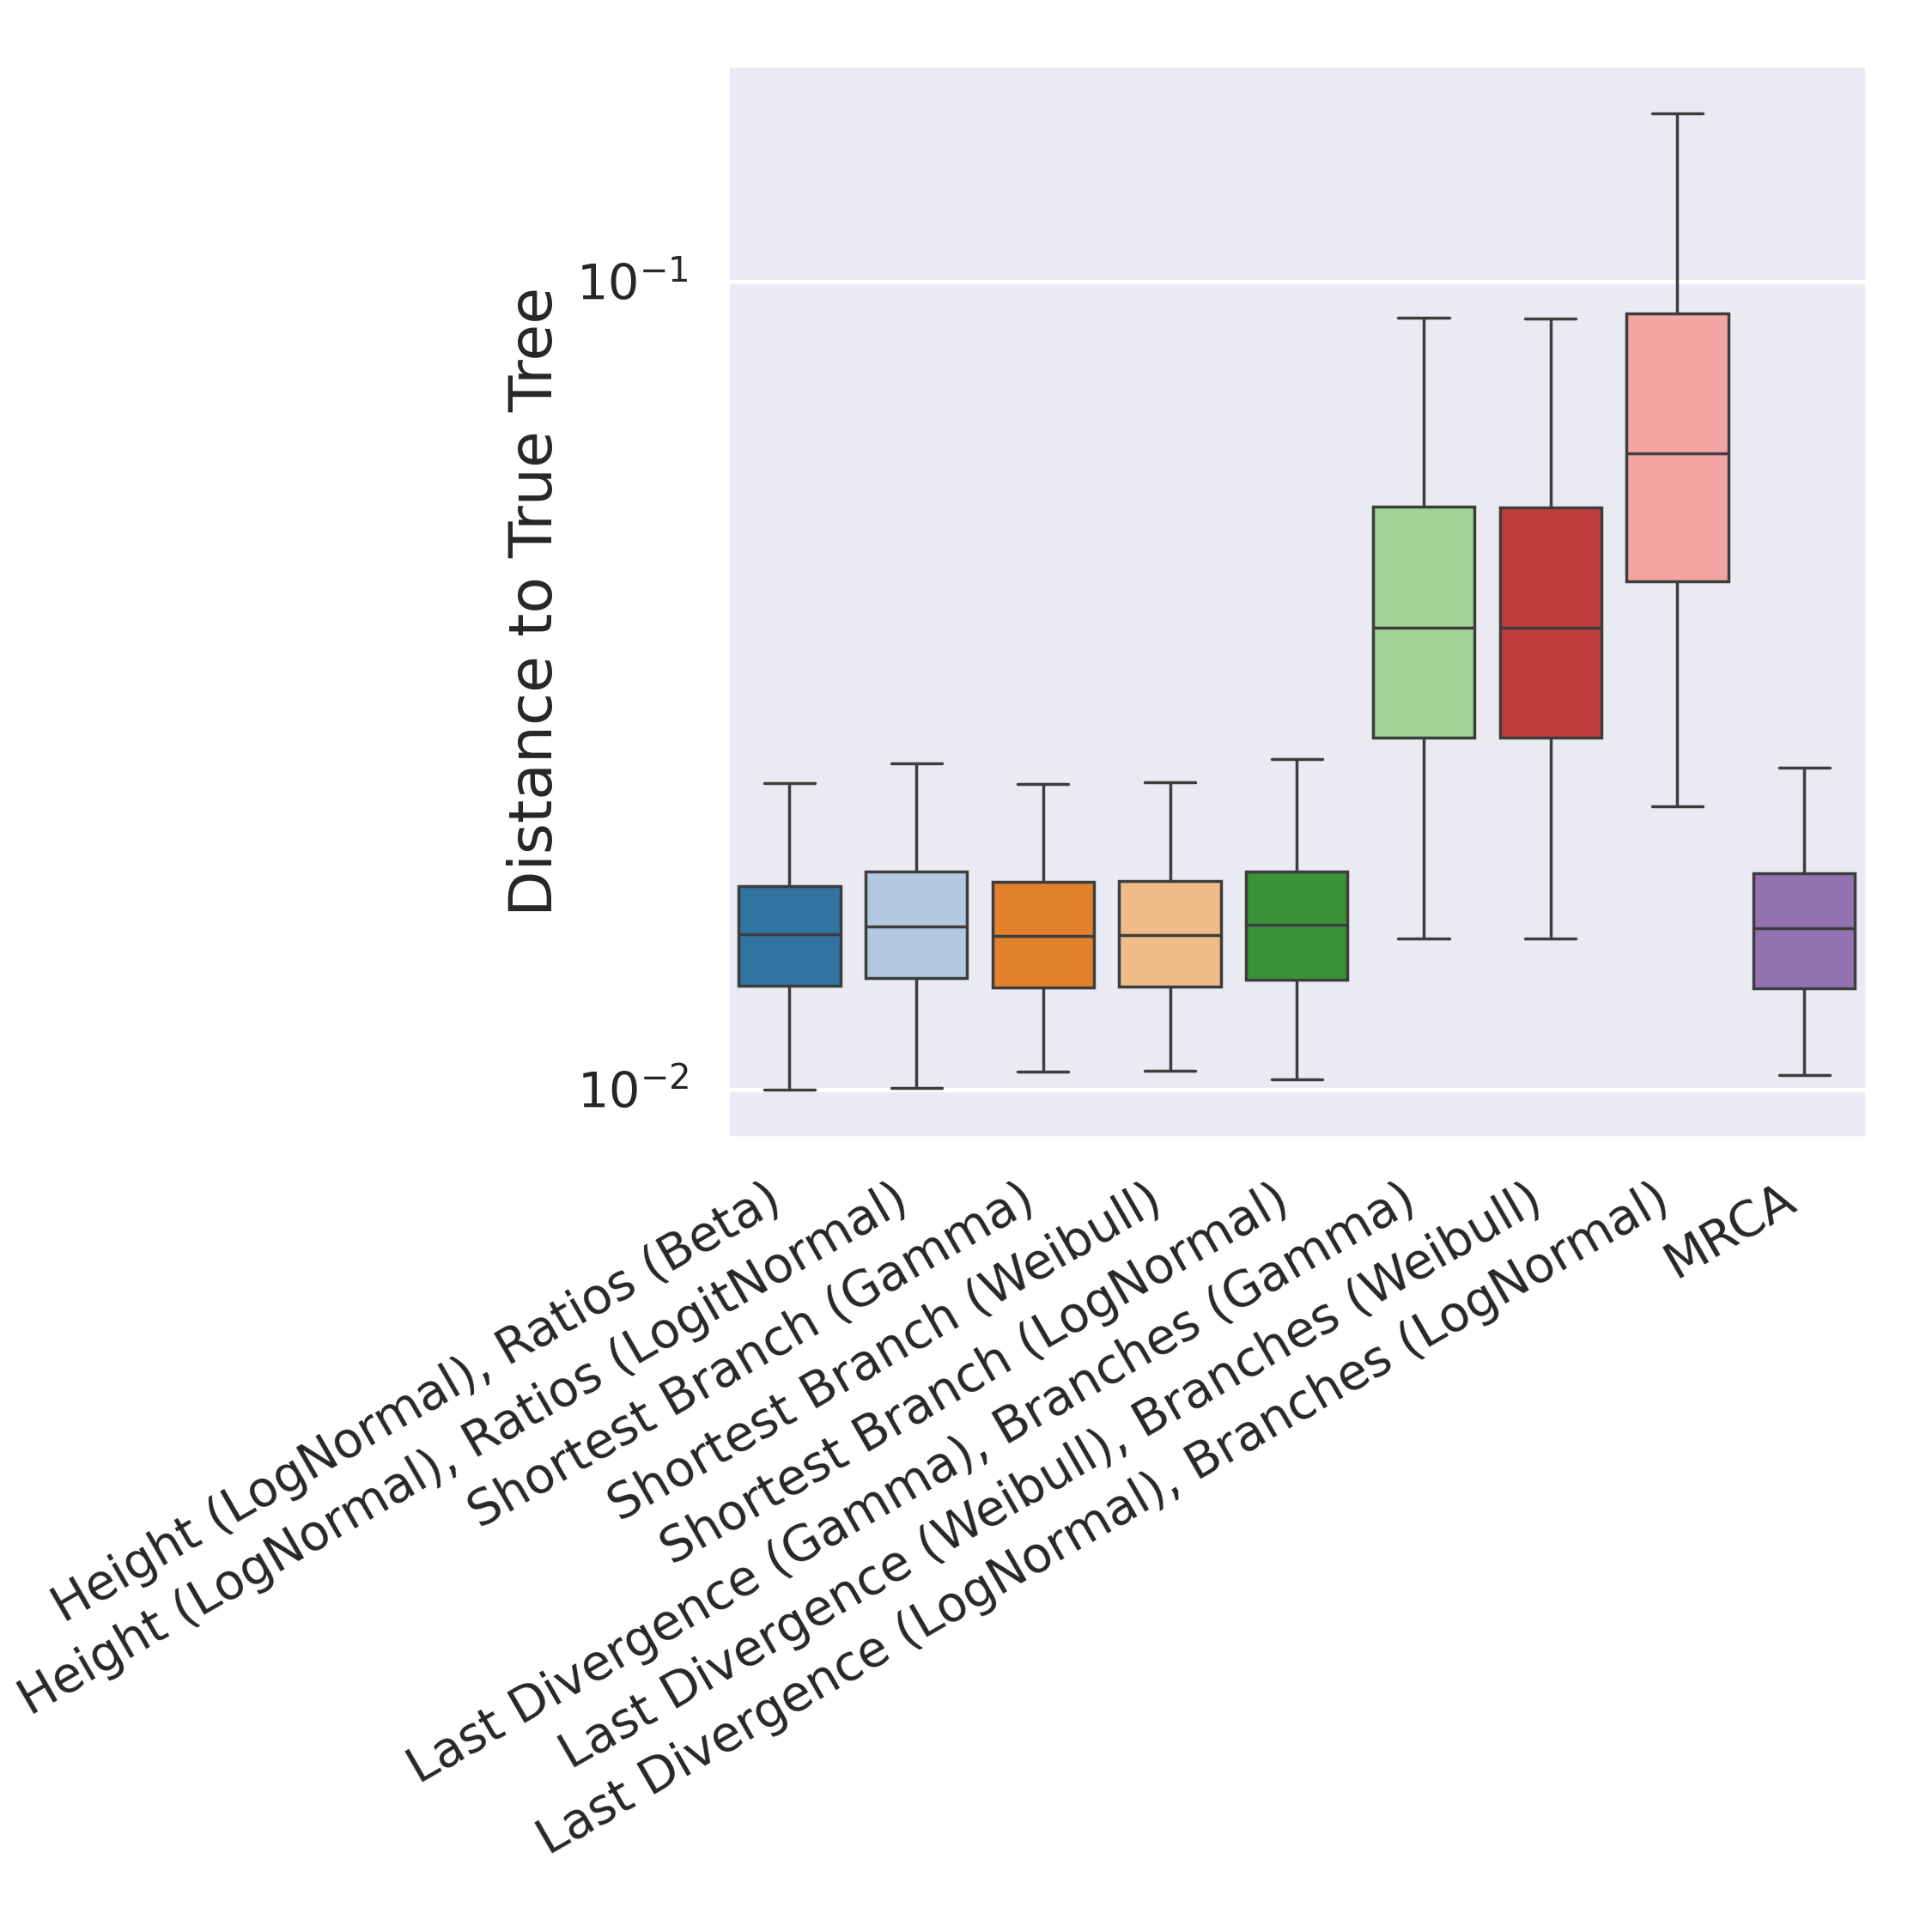 Distance to True Tree
10⁻¹
10⁻²
Height (LogNormal), Ratios (Beta)
Height (LogNormal), Ratios (LogitNormal)
Shortest Branch (Gamma)
Shortest Branch (Weibull)
Shortest Branch (LogNormal)
Last Divergence (Gamma), Branches (Gamma)
Last Divergence (Weibull), Branches (Weibull)
Last Divergence (LogNormal), Branches (LogNormal)
MRCA